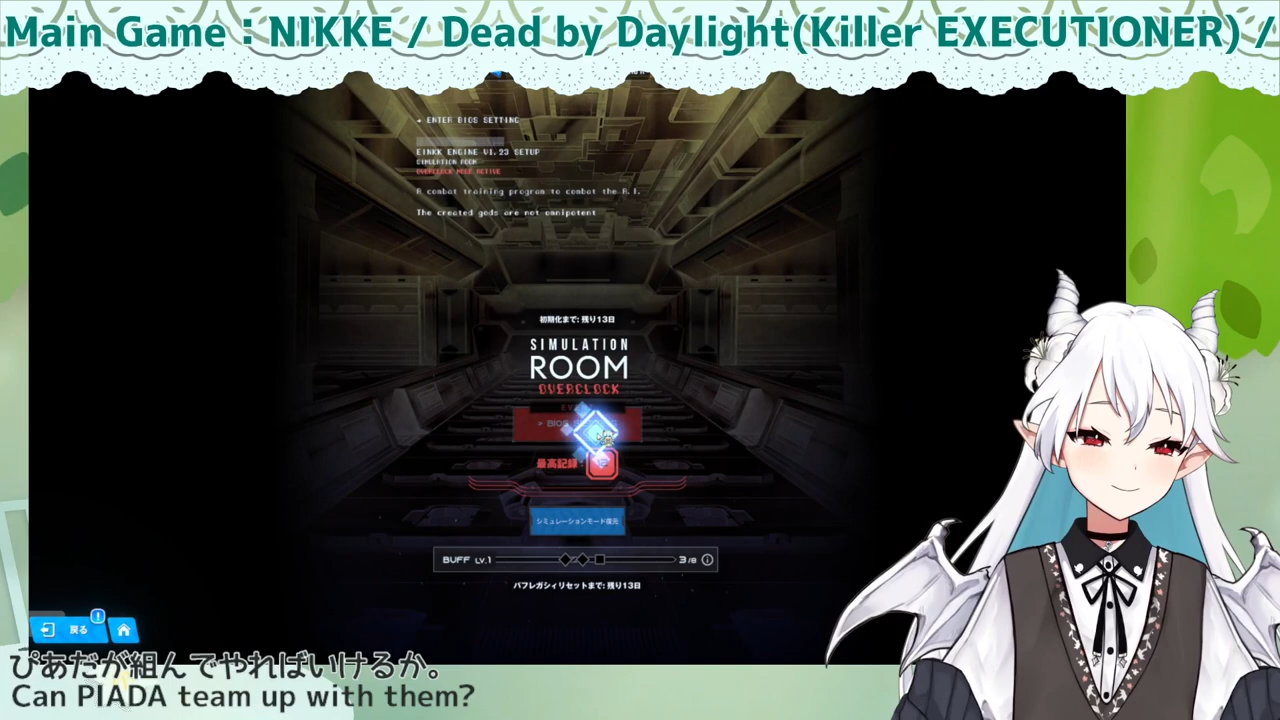 Main Game：NIKKE / Dead by Daylight(Killer EXECUTIONER) /
→ ENTER BIOS SETTING
EINKK ENGINE V1.23 SETUP
SIMULATION ROOM
OVERCLOCK MODE ACTIVE
A combat training program to combat the A.I.
The created gods are not omnipotent
初期化まで: 残り13日
SIMULATION
ROOM
OVERCLOCK
> BIOS
最高記録
シミュレーションモード復元
BUFF LV.1 3/8
バフレガシィリセットまで: 残り13日
戻る
ぴあだが組んでやればいけるか。
Can PIADA team up with them?